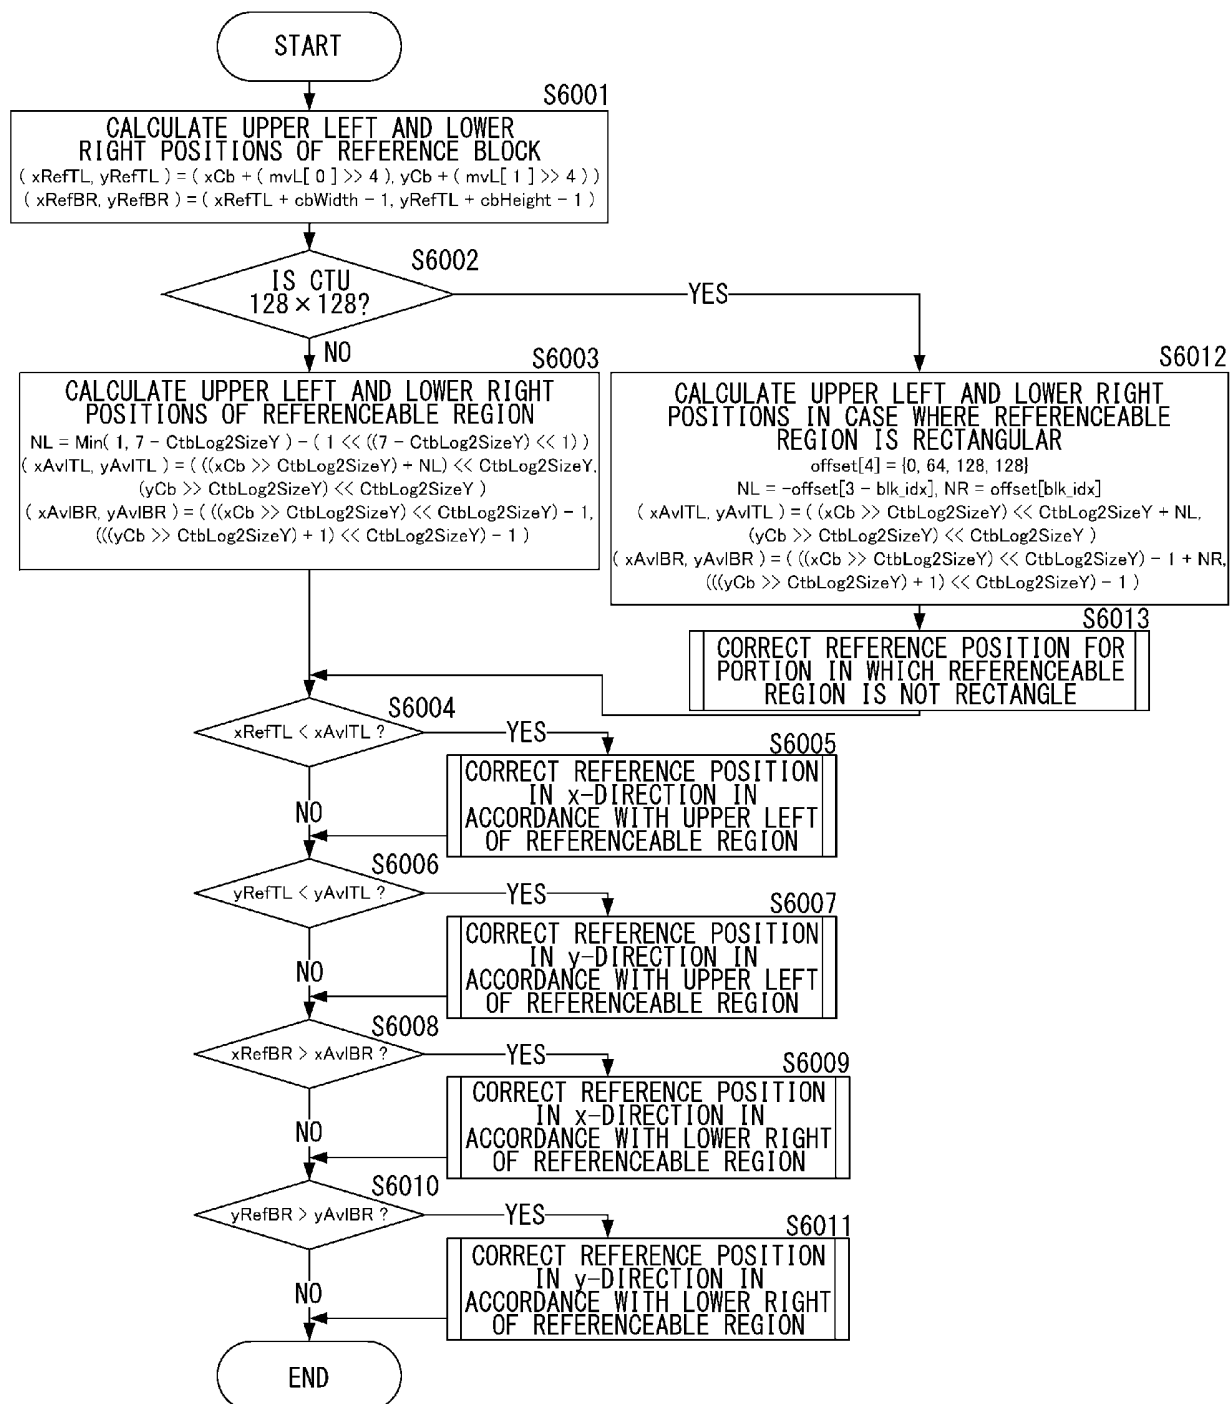 START
S6001
CALCULATE UPPER LEFT AND LOWER
RIGHT POSITIONS OF REFERENCE BLOCK
( xRefTL, yRefTL ) = ( xCb + ( mvL[ 0 ] >> 4 ), yCb + ( mvL[ 1 ] >> 4 ) )
( xRefBR, yRefBR ) = ( xRefTL + cbWidth − 1, yRefTL + cbHeight − 1 )
S6002
IS CTU
128 × 128?
YES
NO
S6003
CALCULATE UPPER LEFT AND LOWER RIGHT
POSITIONS OF REFERENCEABLE REGION
NL = Min( 1, 7 − CtbLog2SizeY ) − ( 1 << ((7 − CtbLog2SizeY) << 1) )
( xAvlTL, yAvlTL ) = ( ((xCb >> CtbLog2SizeY) + NL) << CtbLog2SizeY,
(yCb >> CtbLog2SizeY) << CtbLog2SizeY )
( xAvlBR, yAvlBR ) = ( ((xCb >> CtbLog2SizeY) << CtbLog2SizeY) − 1,
(((yCb >> CtbLog2SizeY) + 1) << CtbLog2SizeY) − 1 )
S6012
CALCULATE UPPER LEFT AND LOWER RIGHT
POSITIONS IN CASE WHERE REFERENCEABLE
REGION IS RECTANGULAR
offset[4] = {0, 64, 128, 128}
NL = −offset[3 − blk_idx], NR = offset[blk_idx]
( xAvlTL, yAvlTL ) = ( (xCb >> CtbLog2SizeY) << CtbLog2SizeY + NL,
(yCb >> CtbLog2SizeY) << CtbLog2SizeY )
( xAvlBR, yAvlBR ) = ( ((xCb >> CtbLog2SizeY) << CtbLog2SizeY) − 1 + NR,
(((yCb >> CtbLog2SizeY) + 1) << CtbLog2SizeY) − 1 )
S6013
CORRECT REFERENCE POSITION FOR
PORTION IN WHICH REFERENCEABLE
REGION IS NOT RECTANGLE
S6004
xRefTL < xAvlTL ?
YES
NO
S6005
CORRECT REFERENCE POSITION
IN x-DIRECTION IN
ACCORDANCE WITH UPPER LEFT
OF REFERENCEABLE REGION
S6006
yRefTL < yAvlTL ?
YES
NO
S6007
CORRECT REFERENCE POSITION
IN y-DIRECTION IN
ACCORDANCE WITH UPPER LEFT
OF REFERENCEABLE REGION
S6008
xRefBR > xAvlBR ?
YES
NO
S6009
CORRECT REFERENCE POSITION
IN x-DIRECTION IN
ACCORDANCE WITH LOWER RIGHT
OF REFERENCEABLE REGION
S6010
yRefBR > yAvlBR ?
YES
NO
S6011
CORRECT REFERENCE POSITION
IN y-DIRECTION IN
ACCORDANCE WITH LOWER RIGHT
OF REFERENCEABLE REGION
END